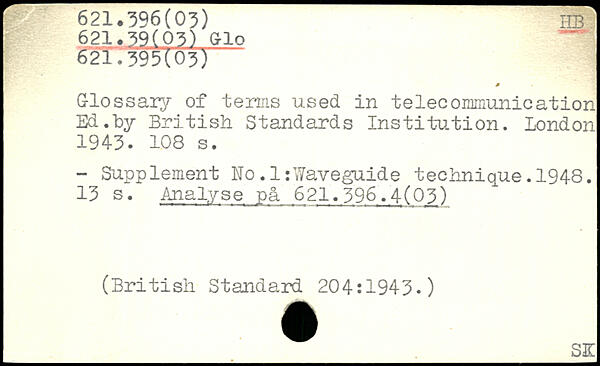 621.396(03)
HB
621.39(03) Glo
621.395(03)
Glossary of terms used in telecommunication
Ed.by British Standards Institution. London
1943. 108 s.
- Supplement No.1:Waveguide technique.1948.
13 s. Analyse på 621.396.4(03)
(British Standard 204:1943.)
SK